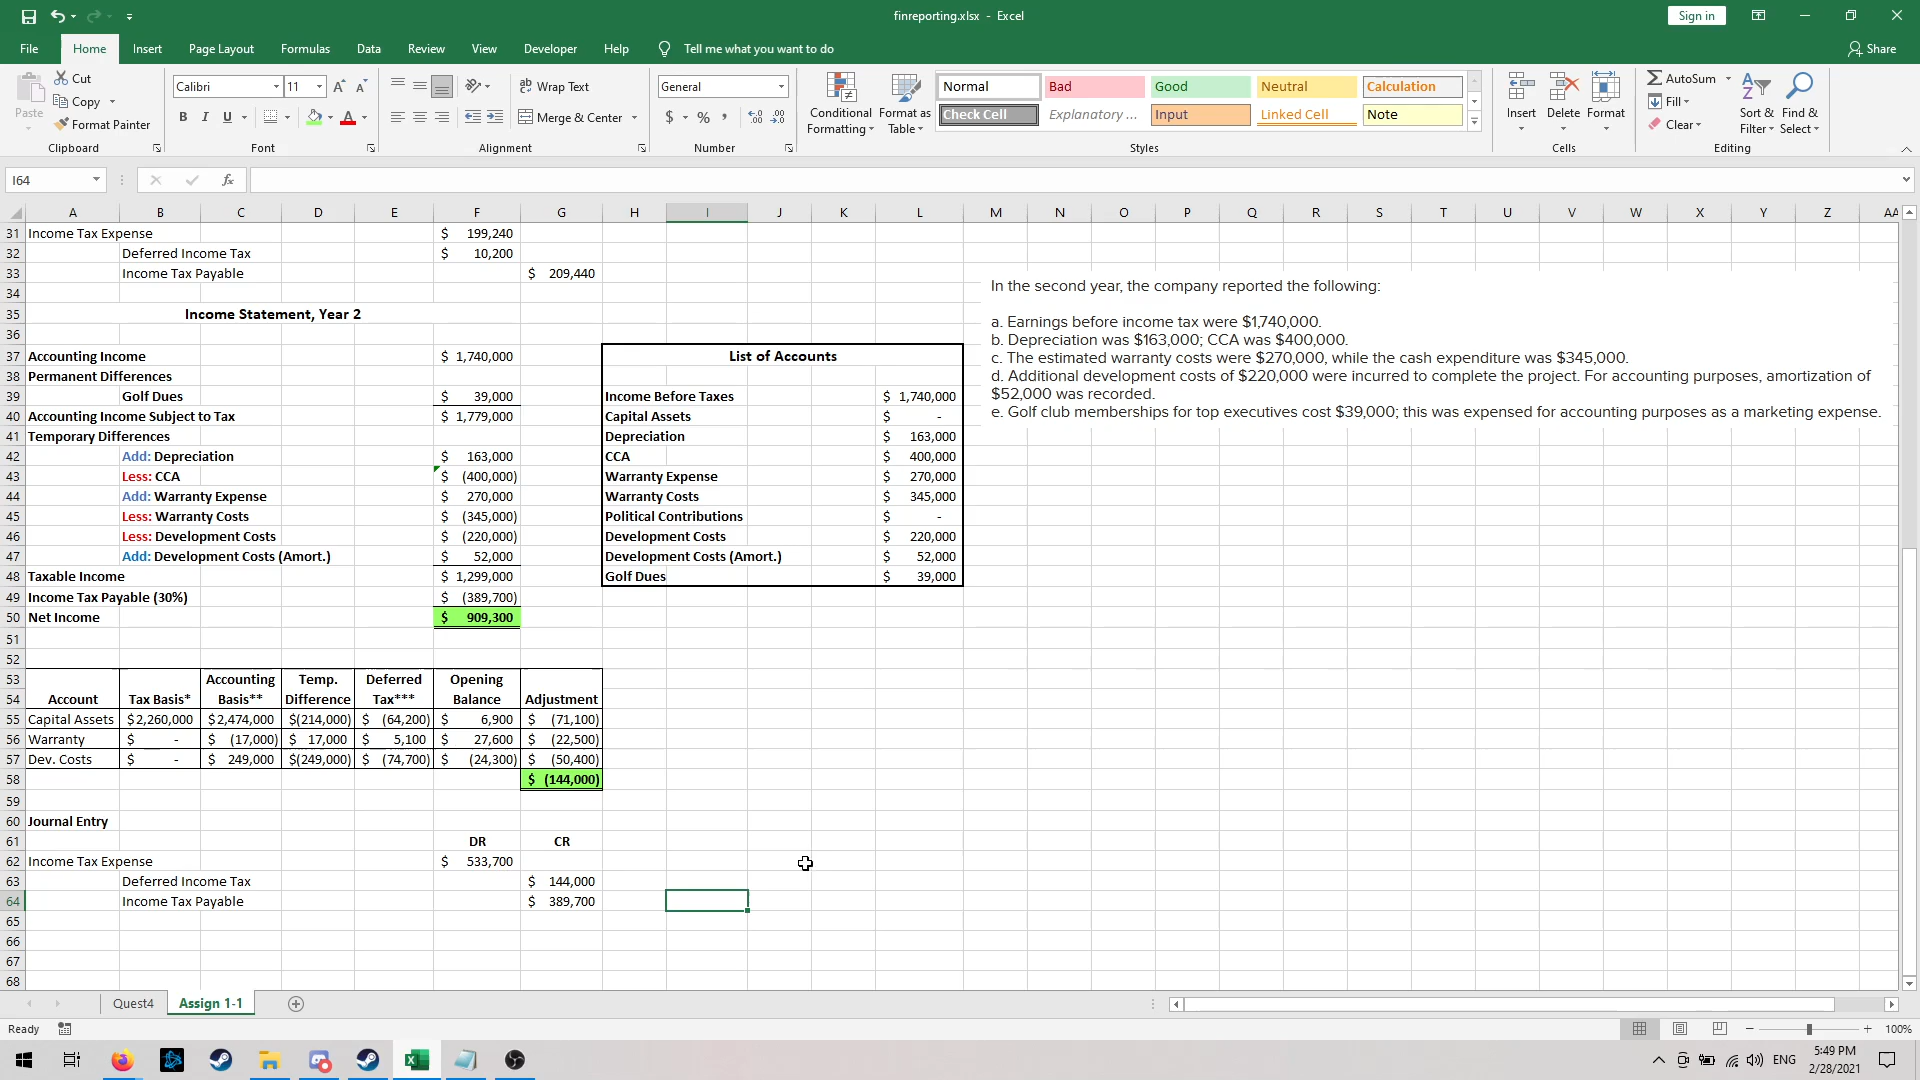 finreporting.xlsx - Excel
Sign in
File Home Insert Page Layout Formulas Data Review View Developer Help Tell me what you want to do Share
Paste Cut Copy Format Painter
Calibri 11 A A B I U A
ab Wrap Text Merge & Center
General $ % , .00 .00
Conditional Formatting Format as Table
Normal Bad Good Neutral Calculation
Check Cell Explanatory ... Input Linked Cell Note
Insert Delete Format
AutoSum Fill Clear Sort & Filter Find & Select
Clipboard Font Alignment Number Styles Cells Editing
I64 fx
A B C D E F G H I J K L M N O P Q R S T U V W X Y Z AA
31 Income Tax Expense $ 199,240
32 Deferred Income Tax $ 10,200
33 Income Tax Payable $ 209,440
34
35 Income Statement, Year 2
36
37 Accounting Income $ 1,740,000 List of Accounts
38 Permanent Differences
39 Golf Dues $ 39,000 Income Before Taxes $ 1,740,000
40 Accounting Income Subject to Tax $ 1,779,000 Capital Assets $ -
41 Temporary Differences Depreciation $ 163,000
42 Add: Depreciation $ 163,000 CCA $ 400,000
43 Less: CCA $ (400,000) Warranty Expense $ 270,000
44 Add: Warranty Expense $ 270,000 Warranty Costs $ 345,000
45 Less: Warranty Costs $ (345,000) Political Contributions $ -
46 Less: Development Costs $ (220,000) Development Costs $ 220,000
47 Add: Development Costs (Amort.) $ 52,000 Development Costs (Amort.) $ 52,000
48 Taxable Income $ 1,299,000 Golf Dues $ 39,000
49 Income Tax Payable (30%) $ (389,700)
50 Net Income $ 909,300
51
52
53 Accounting Temp. Deferred Opening
54 Account Tax Basis* Basis** Difference Tax*** Balance Adjustment
55 Capital Assets $2,260,000 $2,474,000 $(214,000) $ (64,200) $ 6,900 $ (71,100)
56 Warranty $ - $ (17,000) $ 17,000 $ 5,100 $ 27,600 $ (22,500)
57 Dev. Costs $ - $ 249,000 $(249,000) $ (74,700) $ (24,300) $ (50,400)
58 $ (144,000)
59
60 Journal Entry
61 DR CR
62 Income Tax Expense $ 533,700
63 Deferred Income Tax $ 144,000
64 Income Tax Payable $ 389,700
65
66
67
68
In the second year, the company reported the following:
a. Earnings before income tax were $1,740,000.
b. Depreciation was $163,000; CCA was $400,000.
c. The estimated warranty costs were $270,000, while the cash expenditure was $345,000.
d. Additional development costs of $220,000 were incurred to complete the project. For accounting purposes, amortization of
$52,000 was recorded.
e. Golf club memberships for top executives cost $39,000; this was expensed for accounting purposes as a marketing expense.
Quest4 Assign 1-1
Ready 100%
ENG 5:49 PM
2/28/2021